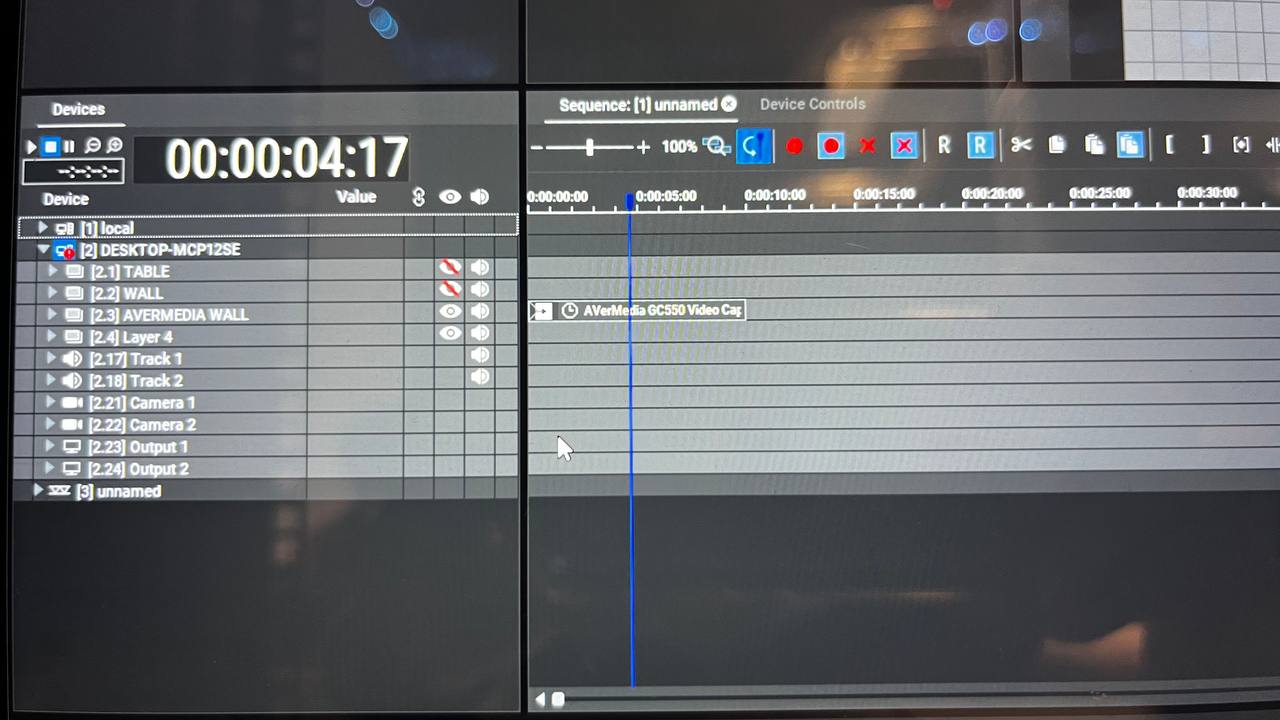 Devices
Sequence: [1] unnamed
Device Controls
00:00:04:17
--:--:--:--
100%
R
R
Device
Value
0:00:00:00
0:00:05:00
0:00:10:00
0:00:15:00
0:00:20:00
0:00:25:00
0:00:30:00
[1] local
[2] DESKTOP-MCP12SE
[2.1] TABLE
[2.2] WALL
[2.3] AVERMEDIA WALL
AVerMedia GC550 Video Cap
[2.4] Layer 4
[2.17] Track 1
[2.18] Track 2
[2.21] Camera 1
[2.22] Camera 2
[2.23] Output 1
[2.24] Output 2
[3] unnamed